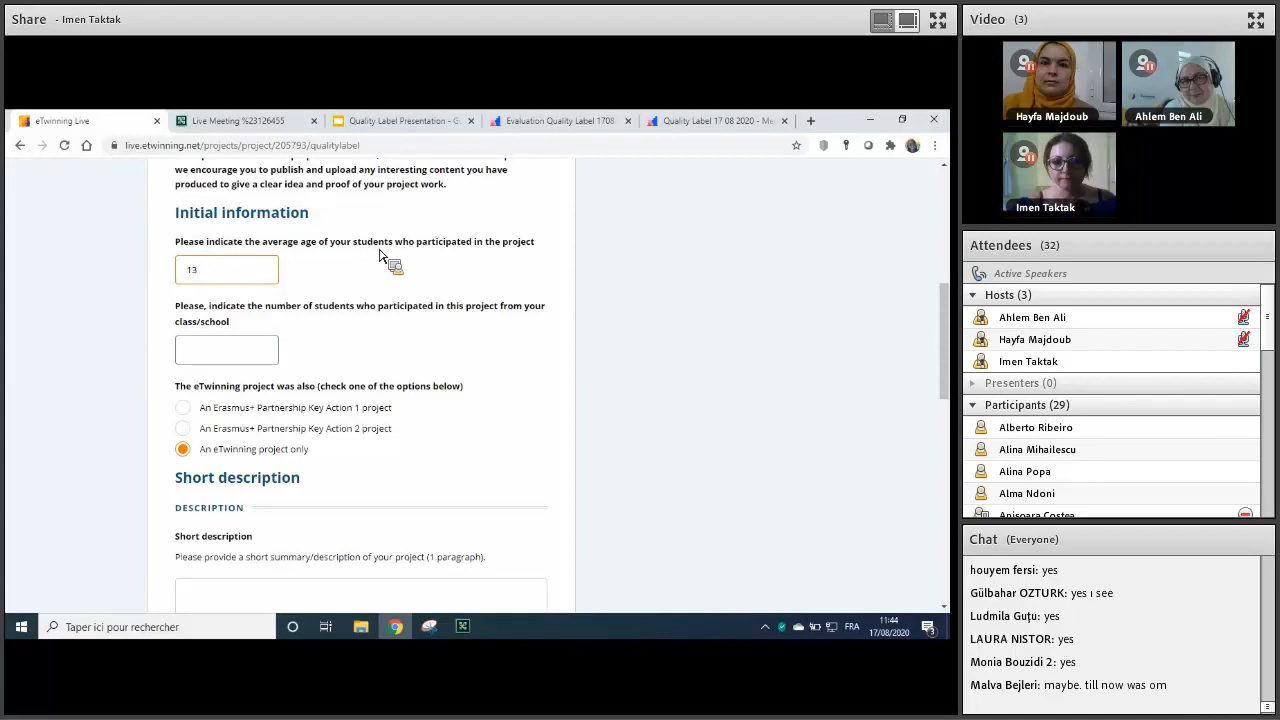 Share - Imen Taktak
eTwinning Live
Live Meeting %23126455
Quality Label Presentation - G
Evaluation Quality Label 1708
Quality Label 17 08 2020 - Me
live.etwinning.net/projects/project/205793/qualitylabel
we encourage you to publish and upload any interesting content you have
produced to give a clear idea and proof of your project work.
Initial information
Please indicate the average age of your students who participated in the project
13
Please, indicate the number of students who participated in this project from your
class/school
The eTwinning project was also (check one of the options below)
An Erasmus+ Partnership Key Action 1 project
An Erasmus+ Partnership Key Action 2 project
An eTwinning project only
Short description
DESCRIPTION
Short description
Please provide a short summary/description of your project (1 paragraph).
Taper ici pour rechercher
FRA
11:44
17/08/2020
3
Video (3)
Hayfa Majdoub
Ahlem Ben Ali
Imen Taktak
Attendees (32)
Active Speakers
Hosts (3)
Ahlem Ben Ali
Hayfa Majdoub
Imen Taktak
Presenters (0)
Participants (29)
Alberto Ribeiro
Alina Mihailescu
Alina Popa
Alma Ndoni
Anisoara Costea
Chat (Everyone)
houyem fersi: yes
Gülbahar OZTURK: yes ı see
Ludmila Guțu: yes
LAURA NISTOR: yes
Monia Bouzidi 2: yes
Malva Bejleri: maybe. till now was om